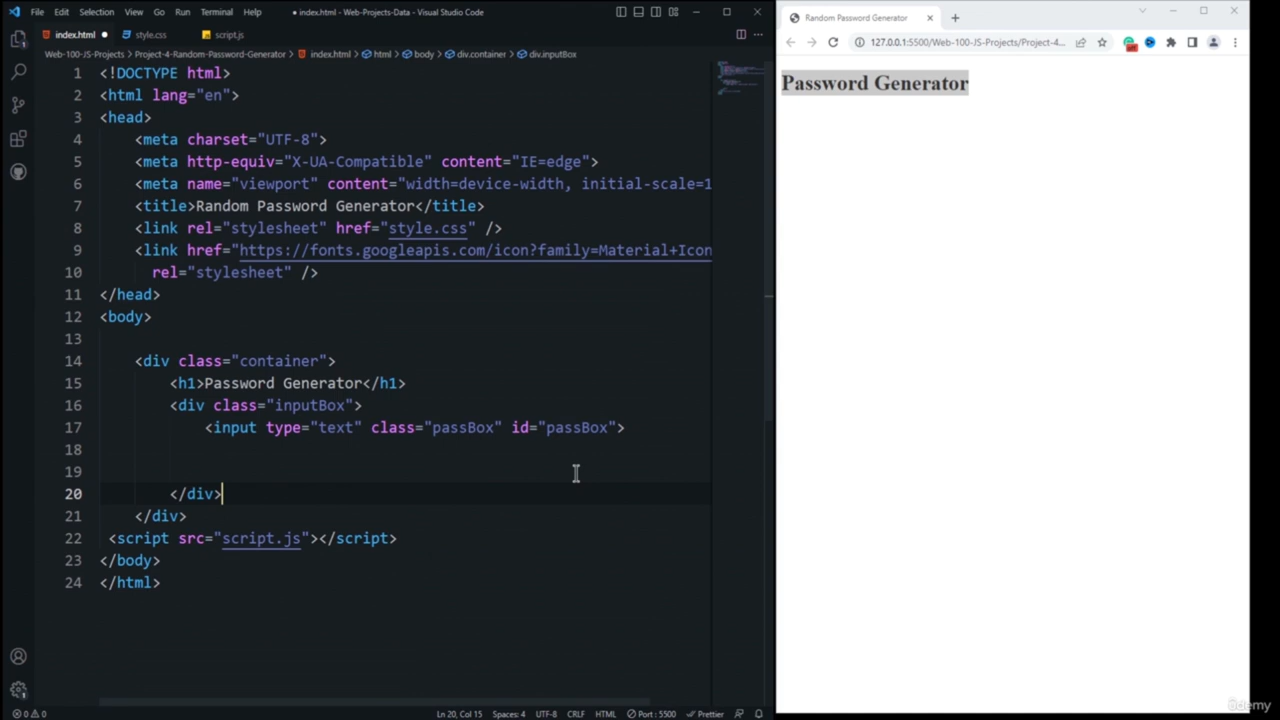 File Edit Selection View Go Run Terminal Help
index.html - Web-Projects-Data - Visual Studio Code
index.html
style.css
script.js
Web-100-JS-Projects > Project-4-Random-Password-Generator > index.html > html > body > div.container > div.inputBox
1 <!DOCTYPE html>
2 <html lang="en">
3 <head>
4 <meta charset="UTF-8">
5 <meta http-equiv="X-UA-Compatible" content="IE=edge">
6 <meta name="viewport" content="width=device-width, initial-scale=1
7 <title>Random Password Generator</title>
8 <link rel="stylesheet" href="style.css" />
9 <link href="https://fonts.googleapis.com/icon?family=Material+Icon
10 rel="stylesheet" />
11 </head>
12 <body>
13
14 <div class="container">
15 <h1>Password Generator</h1>
16 <div class="inputBox">
17 <input type="text" class="passBox" id="passBox">
18
19
20 </div>
21 </div>
22 <script src="script.js"></script>
23 </body>
24 </html>
0 0
Ln 20, Col 15 Spaces: 4 UTF-8 CRLF HTML Port : 5500 Prettier
Random Password Generator
127.0.0.1:5500/Web-100-JS-Projects/Project-4...
Password Generator
ûdemy